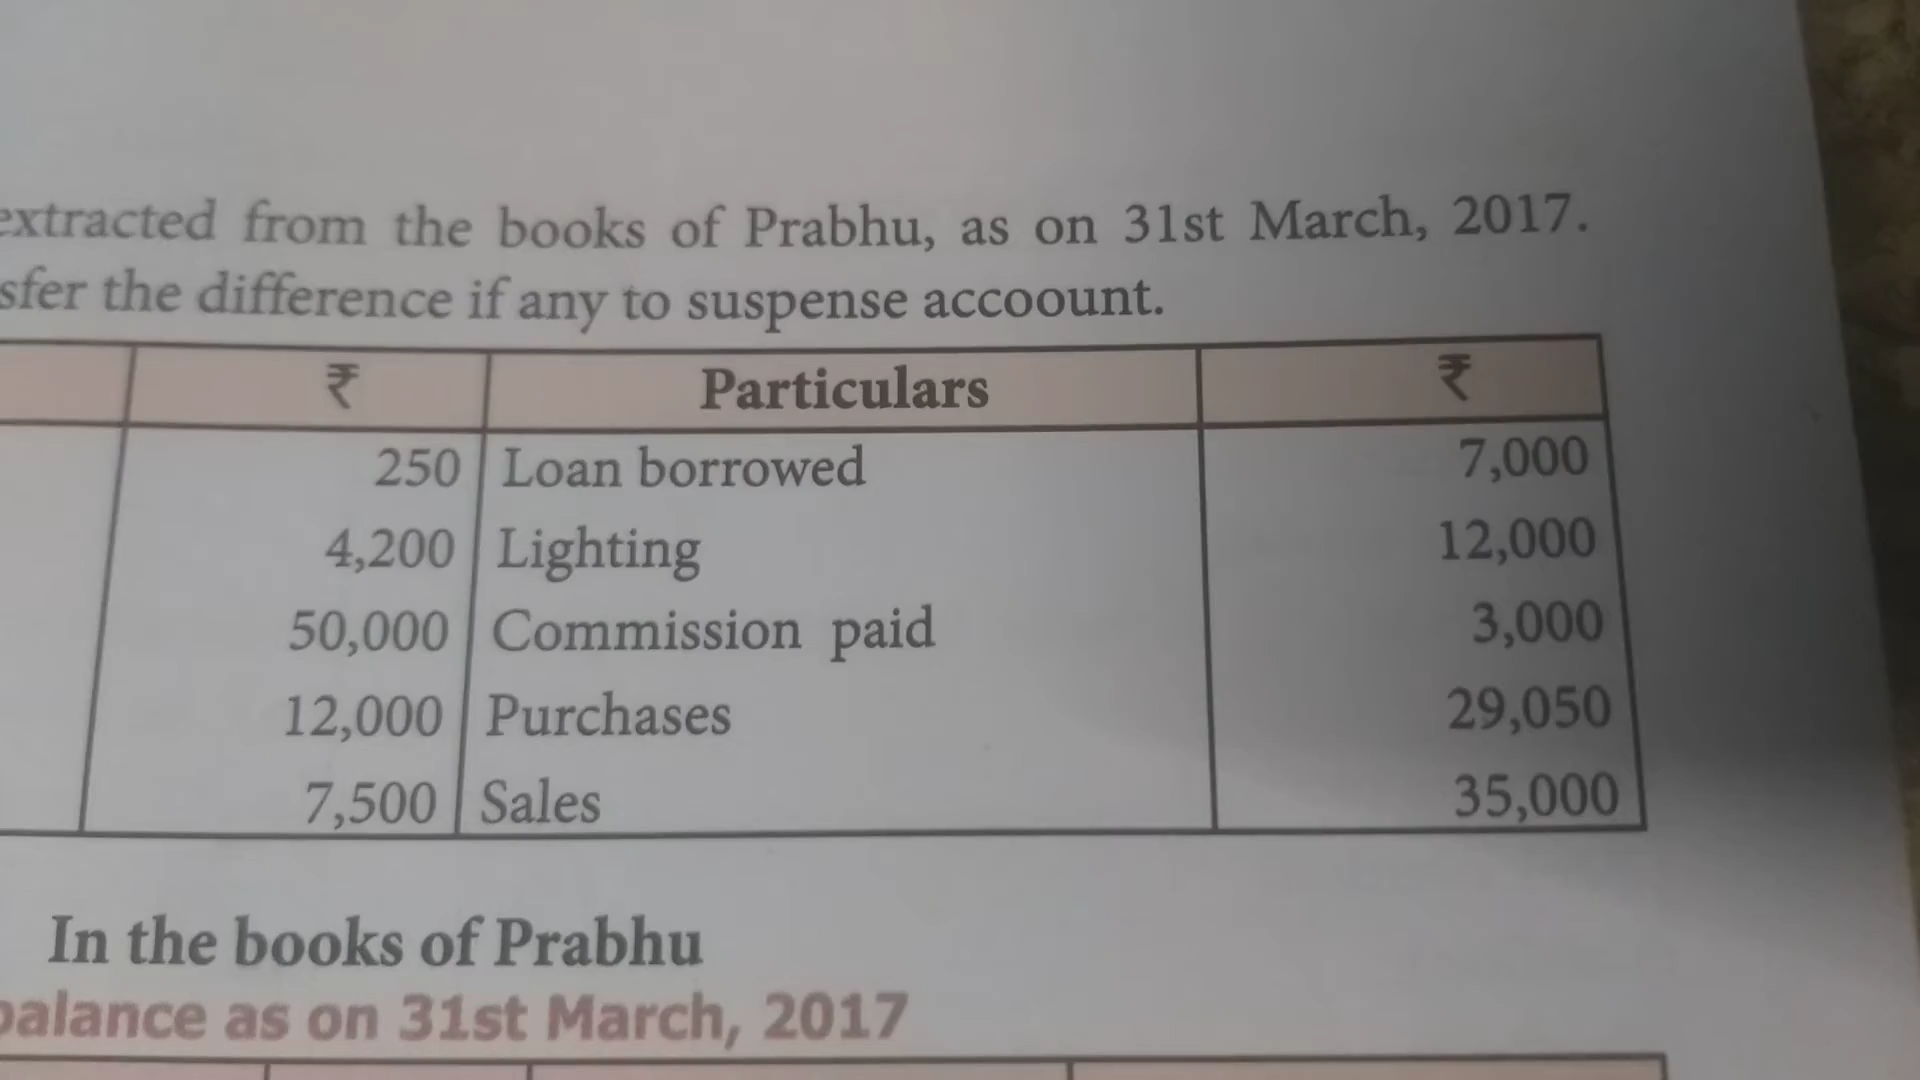 extracted from the books of Prabhu, as on 31st March, 2017.
sfer the difference if any to suspense accoount.
₹ Particulars ₹
250 Loan borrowed 7,000
4,200 Lighting 12,000
50,000 Commission paid 3,000
12,000 Purchases 29,050
7,500 Sales 35,000
In the books of Prabhu
balance as on 31st March, 2017